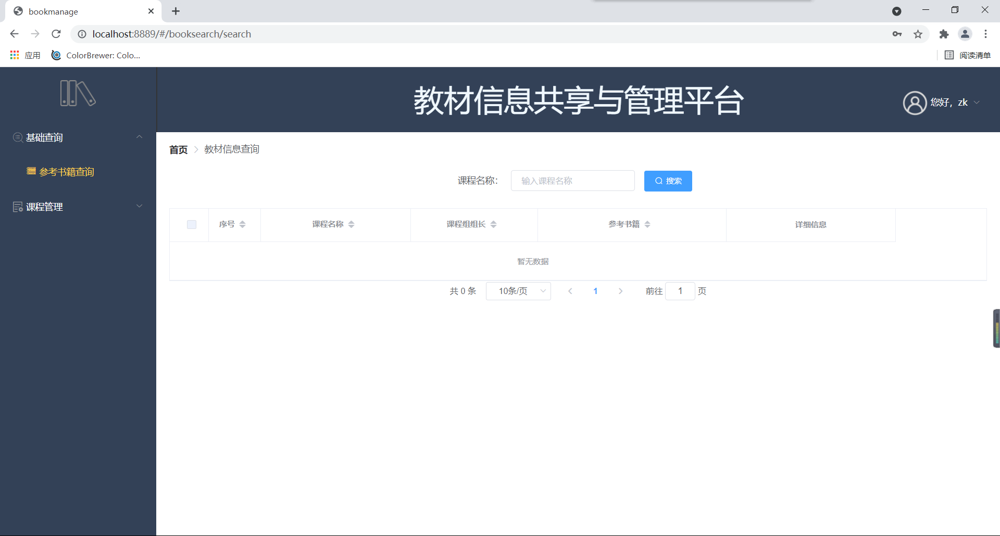 bookmanage
localhost:8889/#/booksearch/search
应用 ColorBrewer: Colo... 阅读清单
教材信息共享与管理平台
您好，zk
基础查询
参考书籍查询
课程管理
首页 教材信息查询
课程名称： 输入课程名称 搜索
序号 课程名称 课程组组长 参考书籍 详细信息
暂无数据
共 0 条 10条/页 1 前往 1 页